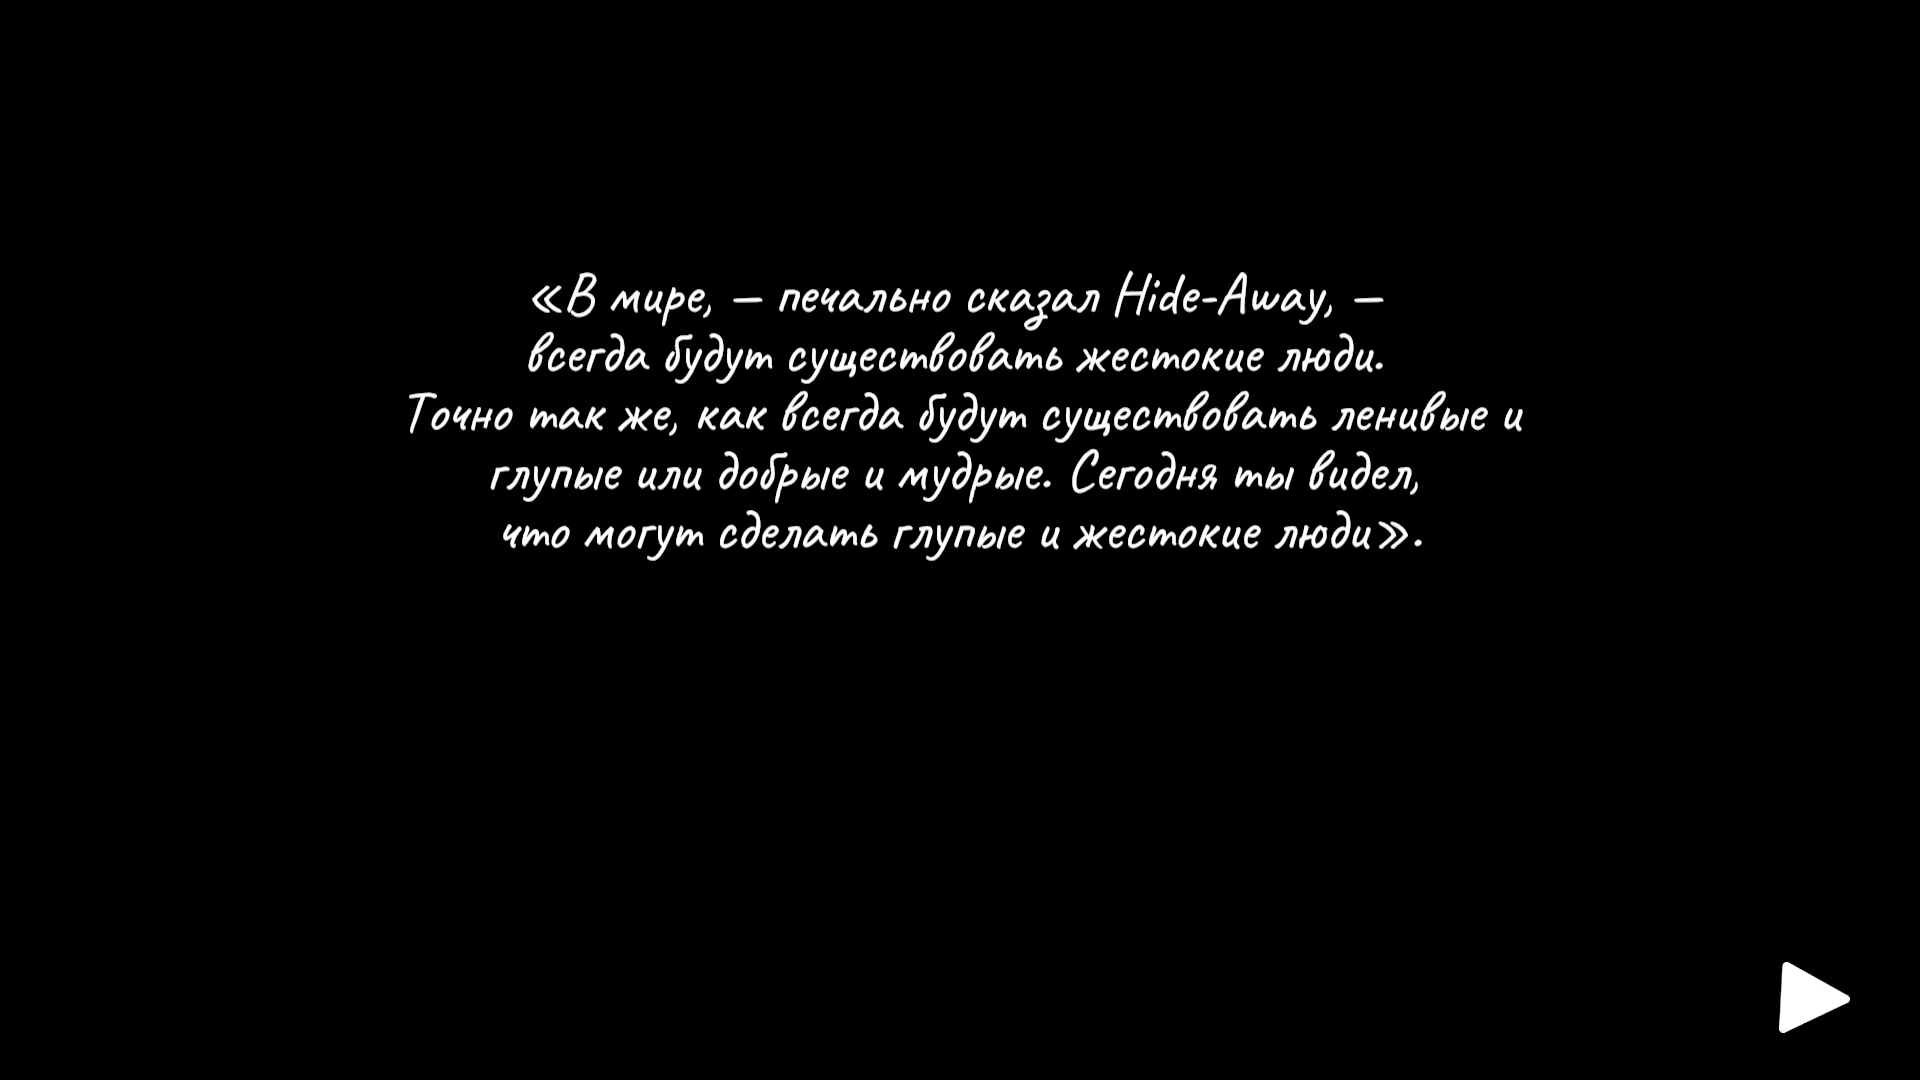 «В мире, – печально сказал Hide-Away, –
всегда будут существовать жестокие люди.
Точно так же, как всегда будут существовать ленивые и
глупые или добрые и мудрые. Сегодня ты видел,
что могут сделать глупые и жестокие люди».